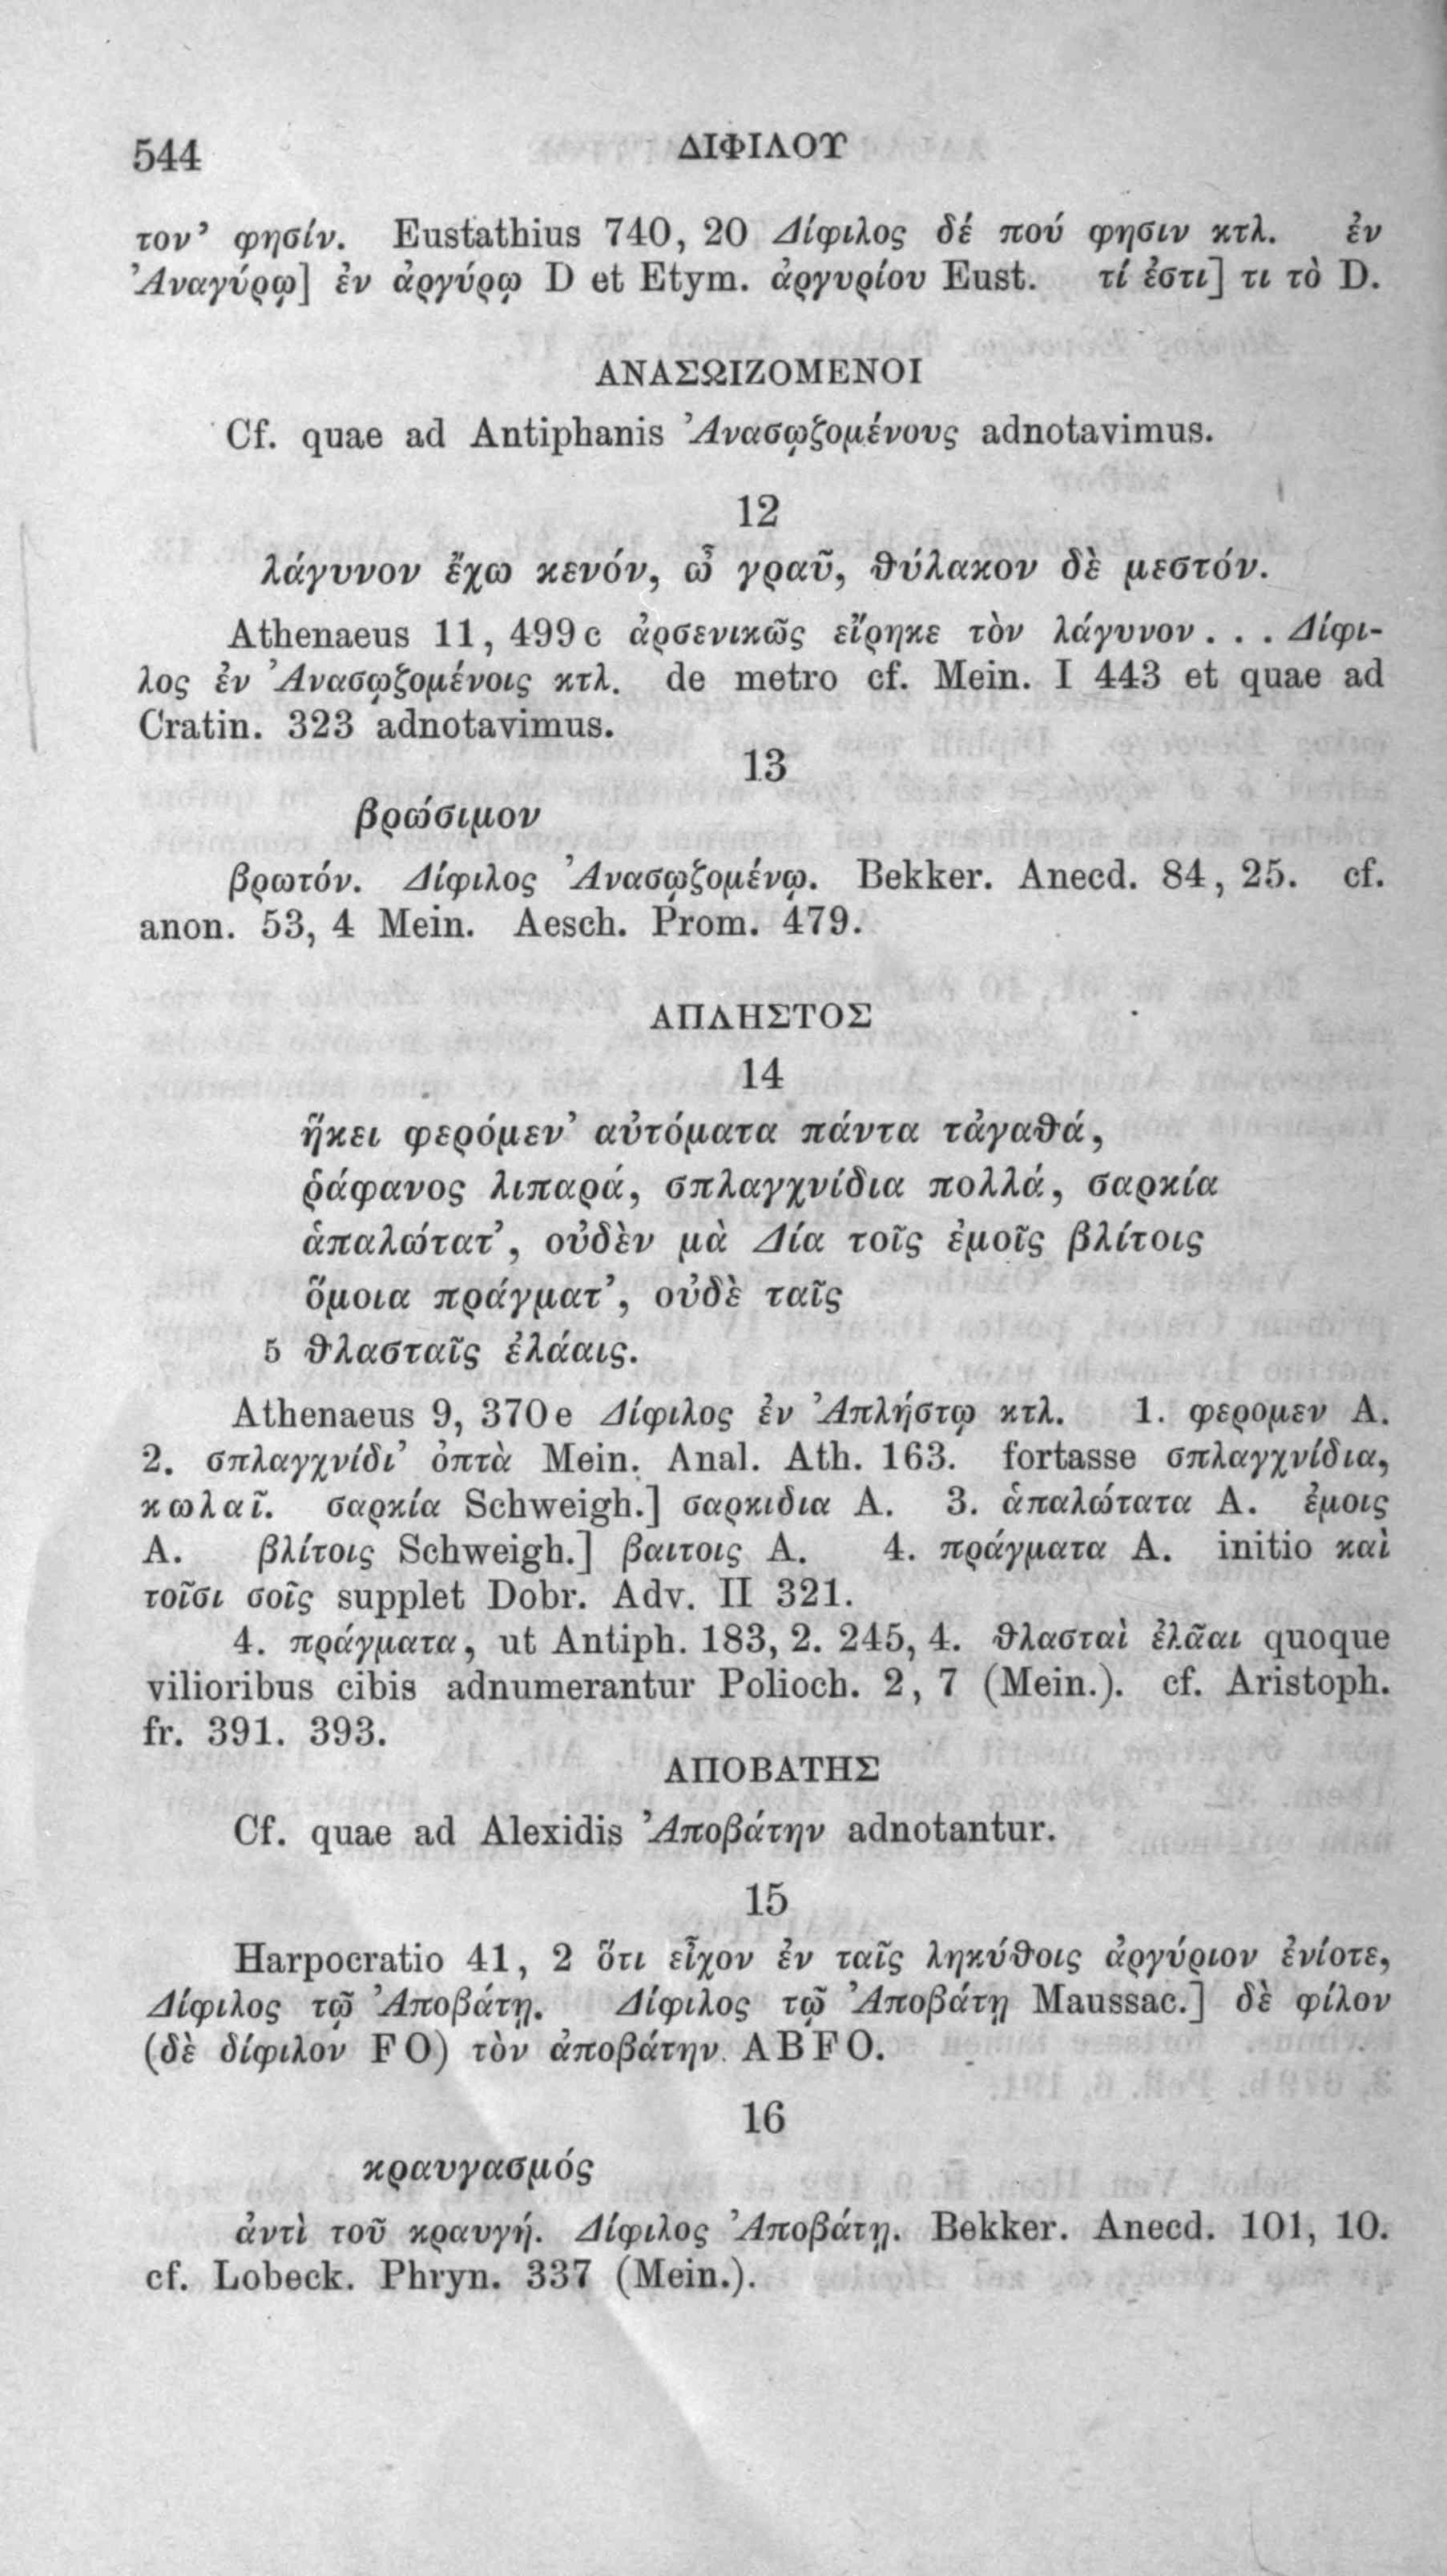 544
ΔΙΦΙΛΟΥ
τον’ φησίν. Eustathius 740, 20 Δίφιλος δέ πού φησιν κτλ. ἐν
Ἀναγύρῳ] ἐν ἀργύρῳ D et Etym. ἀργυρίου Eust. τί ἐστι] τι τὸ D.
ΑΝΑΣΩΙΖΟΜΕΝΟΙ
Cf. quae ad Antiphanis Ἀνασῳζομένους adnotavimus.
12
λάγυνον ἔχω κενόν, ὦ γραῦ, θύλακον δὲ μεστόν.
Athenaeus 11, 499c ἀρσενικῶς εἴρηκε τὸν λάγυνον . . . Δίφι-
λος ἐν Ἀνασῳζομένοις κτλ. de metro cf. Mein. I 443 et quae ad
Cratin. 323 adnotavimus.
13
βρώσιμον
βρωτόν. Δίφιλος Ἀνασῳζομένῳ. Bekker. Anecd. 84, 25. cf.
anon. 53, 4 Mein. Aesch. Prom. 479.
ΑΠΛΗΣΤΟΣ
14
ἥκει φερόμεν’ αὐτόματα πάντα τἀγαθά,
ῥάφανος λιπαρά, σπλαγχνίδια πολλά, σαρκία
ἁπαλώτατ’, οὐδὲν μὰ Δία τοῖς ἐμοῖς βλίτοις
ὅμοια πράγματ’, οὐδὲ ταῖς
5 θλασταῖς ἐλάαις.
Athenaeus 9, 370e Δίφιλος ἐν Ἀπλήστῳ κτλ. 1. φερομεν A.
2. σπλαγχνίδι’ ὀπτὰ Mein. Anal. Ath. 163. fortasse σπλαγχνίδια,
κωλαῖ. σαρκία Schweigh.] σαρκιδια A. 3. ἁπαλώτατα A. ἐμοις
A. βλίτοις Schweigh.] βαιτοις A. 4. πράγματα A. initio καὶ
τοῖσι σοῖς supplet Dobr. Adv. II 321.
4. πράγματα, ut Antiph. 183, 2. 245, 4. θλασταὶ ἐλᾶαι quoque
vilioribus cibis adnumerantur Polioch. 2, 7 (Mein.). cf. Aristoph.
fr. 391. 393.
ΑΠΟΒΑΤΗΣ
Cf. quae ad Alexidis Ἀποβάτην adnotantur.
15
Harpocratio 41, 2 ὅτι εἶχον ἐν ταῖς ληκύθοις ἀργύριον ἐνίοτε,
Δίφιλος τῷ Ἀποβάτῃ. Δίφιλος τῷ Ἀποβάτῃ Maussac.] δὲ φίλον
(δὲ δίφιλον FO) τὸν ἀποβάτην ABFO.
16
κραυγασμός
ἀντὶ τοῦ κραυγή. Δίφιλος Ἀποβάτῃ. Bekker. Anecd. 101, 10.
cf. Lobeck. Phryn. 337 (Mein.).